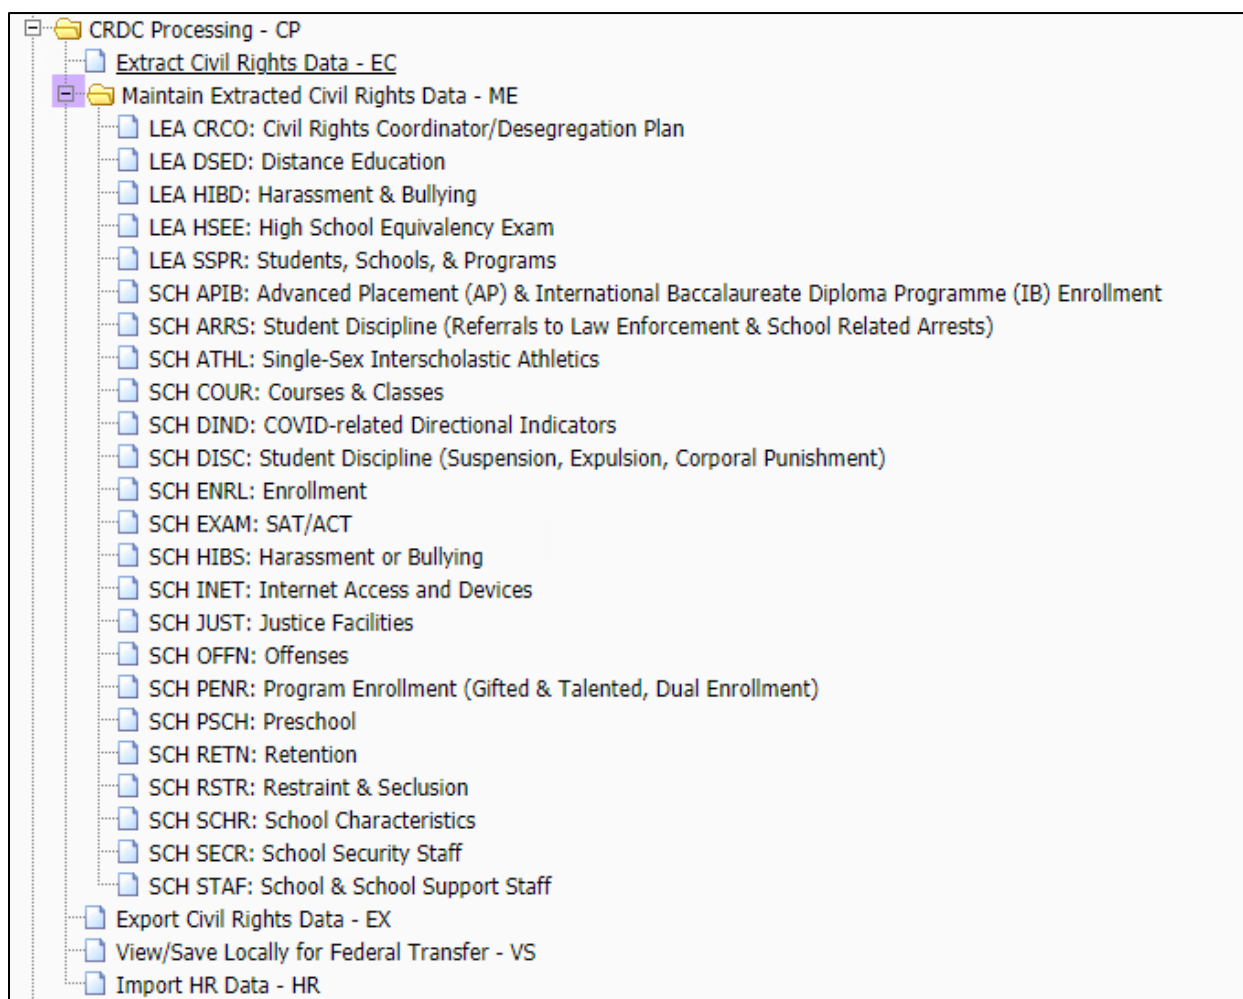 CRDC Processing - CP
Extract Civil Rights Data - EC
Maintain Extracted Civil Rights Data - ME
LEA CRCO: Civil Rights Coordinator/Desegregation Plan
LEA DSED: Distance Education
LEA HIBD: Harassment & Bullying
LEA HSEE: High School Equivalency Exam
LEA SSPR: Students, Schools, & Programs
SCH APIB: Advanced Placement (AP) & International Baccalaureate Diploma Programme (IB) Enrollment
SCH ARRS: Student Discipline (Referrals to Law Enforcement & School Related Arrests)
SCH ATHL: Single-Sex Interscholastic Athletics
SCH COUR: Courses & Classes
SCH DIND: COVID-related Directional Indicators
SCH DISC: Student Discipline (Suspension, Expulsion, Corporal Punishment)
SCH ENRL: Enrollment
SCH EXAM: SAT/ACT
SCH HIBS: Harassment or Bullying
SCH INET: Internet Access and Devices
SCH JUST: Justice Facilities
SCH OFFN: Offenses
SCH PENR: Program Enrollment (Gifted & Talented, Dual Enrollment)
SCH PSCH: Preschool
SCH RETN: Retention
SCH RSTR: Restraint & Seclusion
SCH SCHR: School Characteristics
SCH SECR: School Security Staff
SCH STAF: School & School Support Staff
Export Civil Rights Data - EX
View/Save Locally for Federal Transfer - VS
Import HR Data - HR